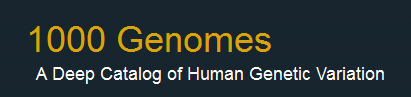 1000 Genomes
A Deep Catalog of Human Genetic Variation